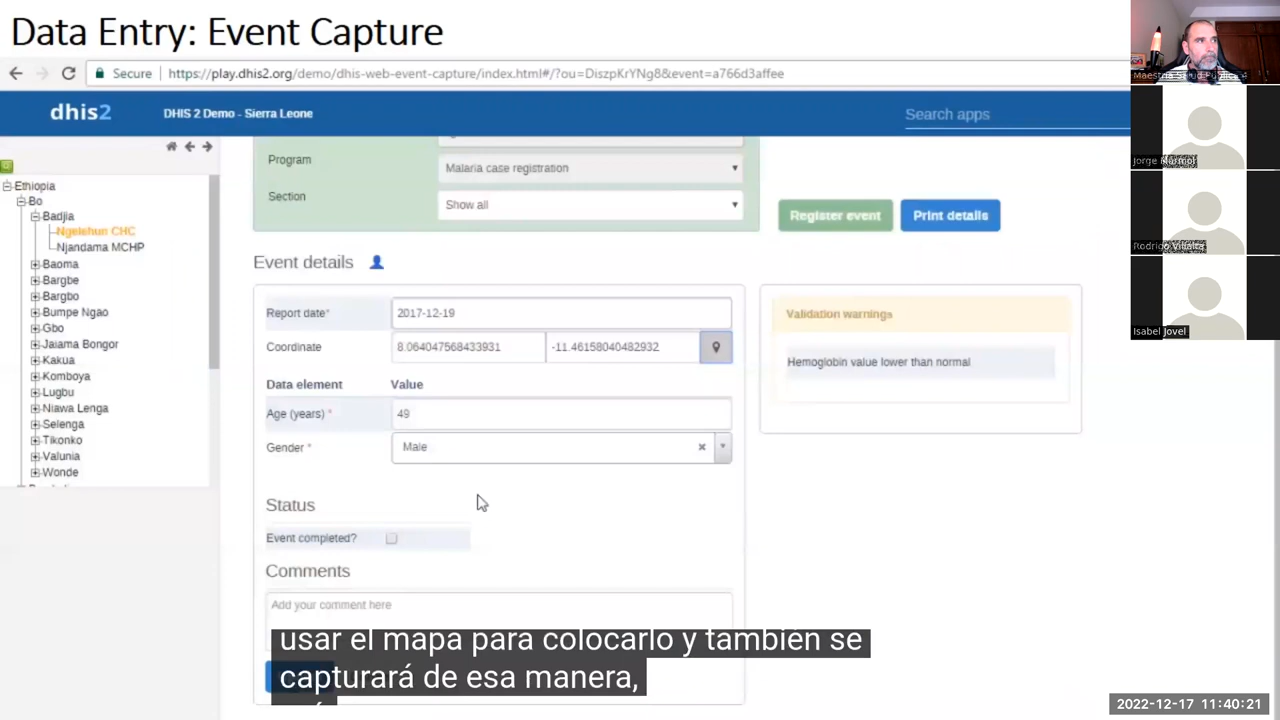 Data Entry: Event Capture
Secure
https://play.dhis2.org/demo/dhis-web-event-capture/index.html#/?ou=DiszpKrYNg8&event=a766d3affee
dhis2
DHIS 2 Demo - Sierra Leone
Search apps
Program
Malaria case registration
Section
Show all
Register event
Print details
Ethiopia
Bo
Badjia
Ngelehun CHC
Njandama MCHP
Baoma
Bargbe
Bargbo
Bumpe Ngao
Gbo
Jaiama Bongor
Kakua
Komboya
Lugbu
Niawa Lenga
Selenga
Tikonko
Valunia
Wonde
Event details
Report date*
2017-12-19
Coordinate
8.064047568433931
-11.46158040482932
Data element
Value
Age (years) *
49
Gender *
Male
Status
Event completed?
Comments
Add your comment here
Validation warnings
Hemoglobin value lower than normal
usar el mapa para colocarlo y también se
capturará de esa manera,
Jorge Mármol
Rodrigo Villalta
Isabel Jovel
2022-12-17 11:40:21